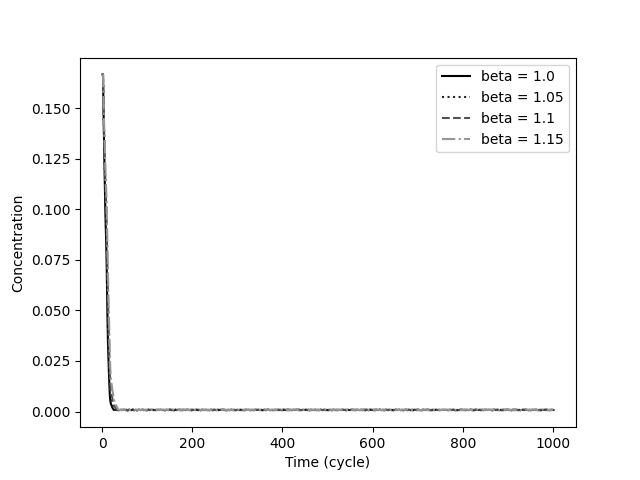 beta = 1.0
beta = 1.05
beta = 1.1
beta = 1.15
Concentration
0.150
0.125
0.100
0.075
0.050
0.025
0.000
0 200 400 600 800 1000
Time (cycle)